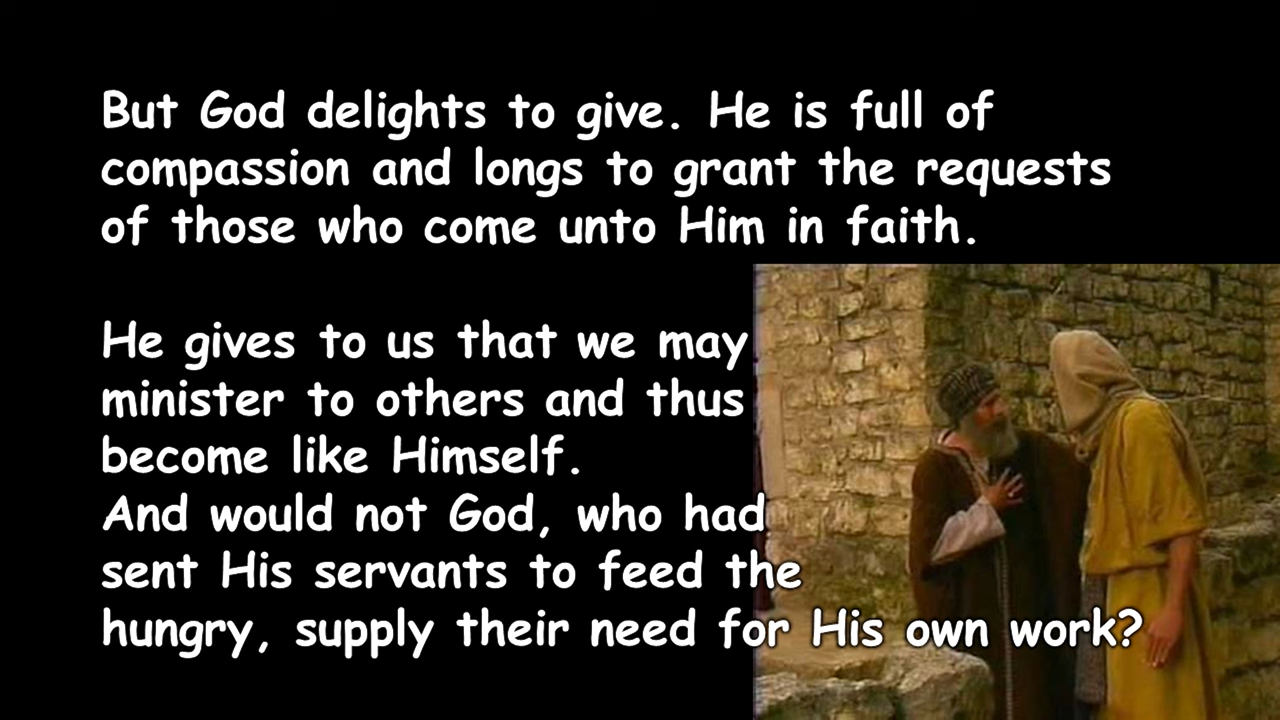 But God delights to give. He is full of
compassion and longs to grant the requests
of those who come unto Him in faith.
He gives to us that we may
minister to others and thus
become like Himself.
And would not God, who had
sent His servants to feed the
hungry, supply their need for His own work?